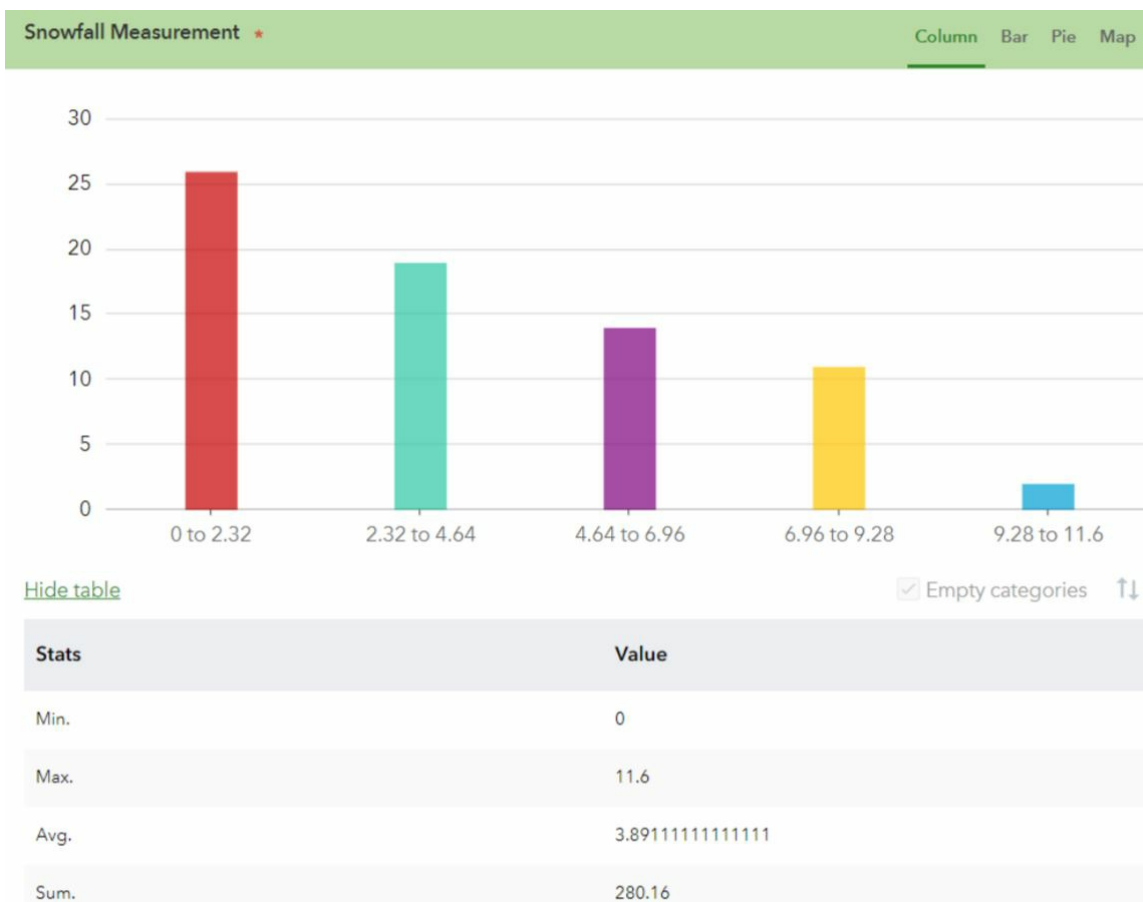 Snowfall Measurement *
Column Bar Pie Map
30
25
20
15
10
5
0
0 to 2.32 2.32 to 4.64 4.64 to 6.96 6.96 to 9.28 9.28 to 11.6
Hide table Empty categories
Stats Value
Min. 0
Max. 11.6
Avg. 3.89111111111111
Sum. 280.16